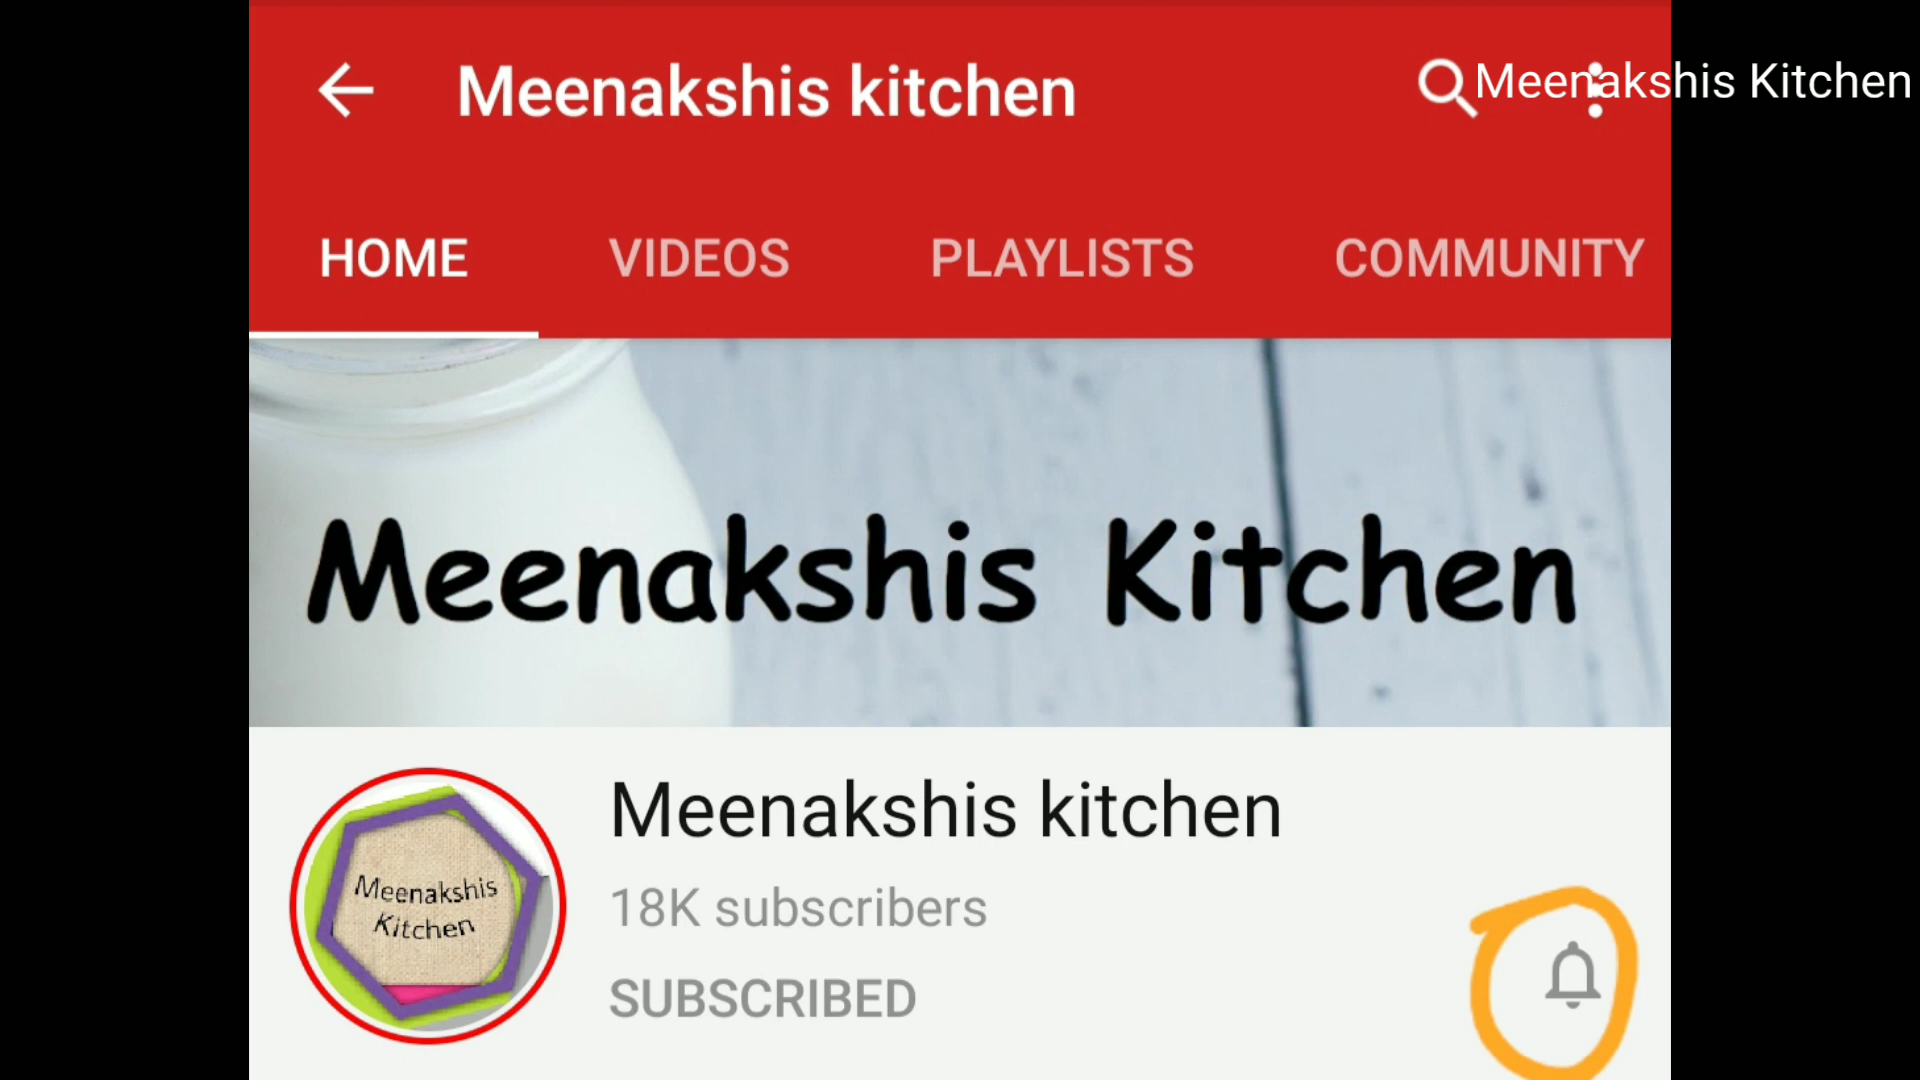 Meenakshis kitchen
Meenakshis Kitchen
HOME VIDEOS PLAYLISTS COMMUNITY
Meenakshis Kitchen
Meenakshis
Kitchen
Meenakshis kitchen
18K subscribers
SUBSCRIBED